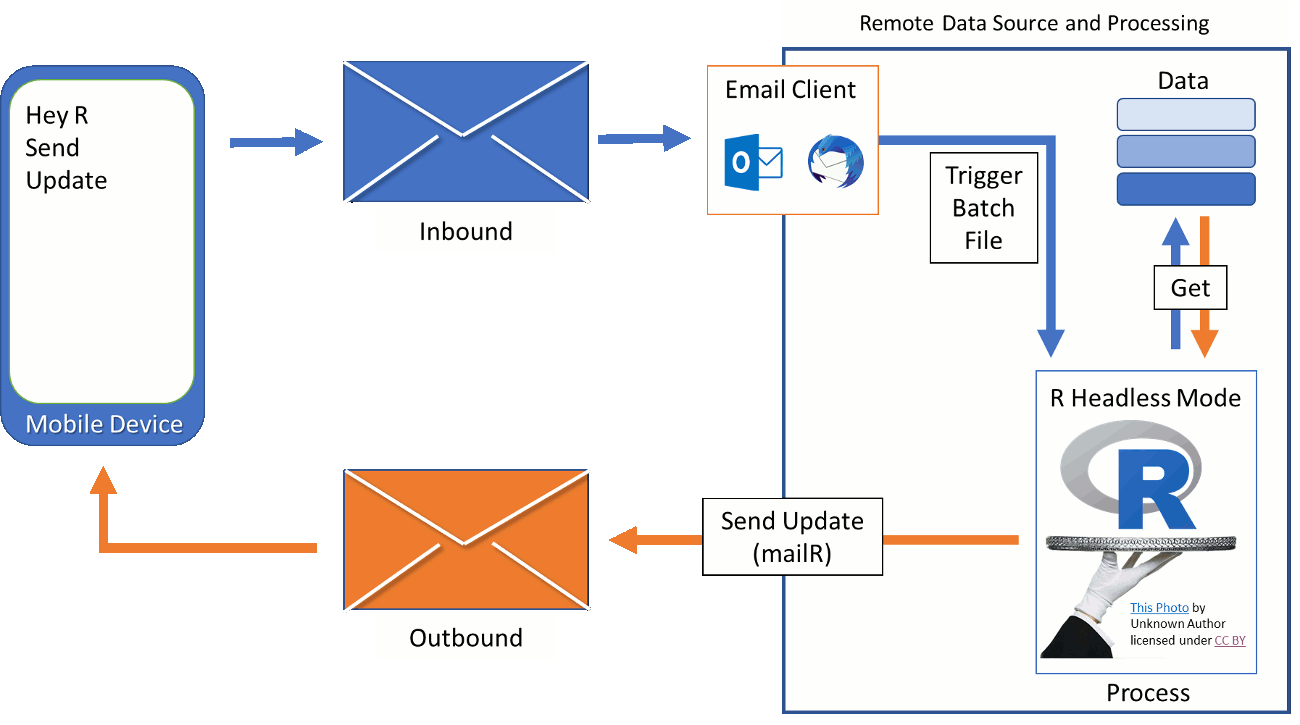 Remote Data Source and Processing
Hey R
Send
Update
Mobile Device
Inbound
Email Client
O
Trigger
Batch
File
Data
Get
R Headless Mode
R
This Photo by
Unknown Author
licensed under CC BY
Process
Send Update
(mailR)
Outbound